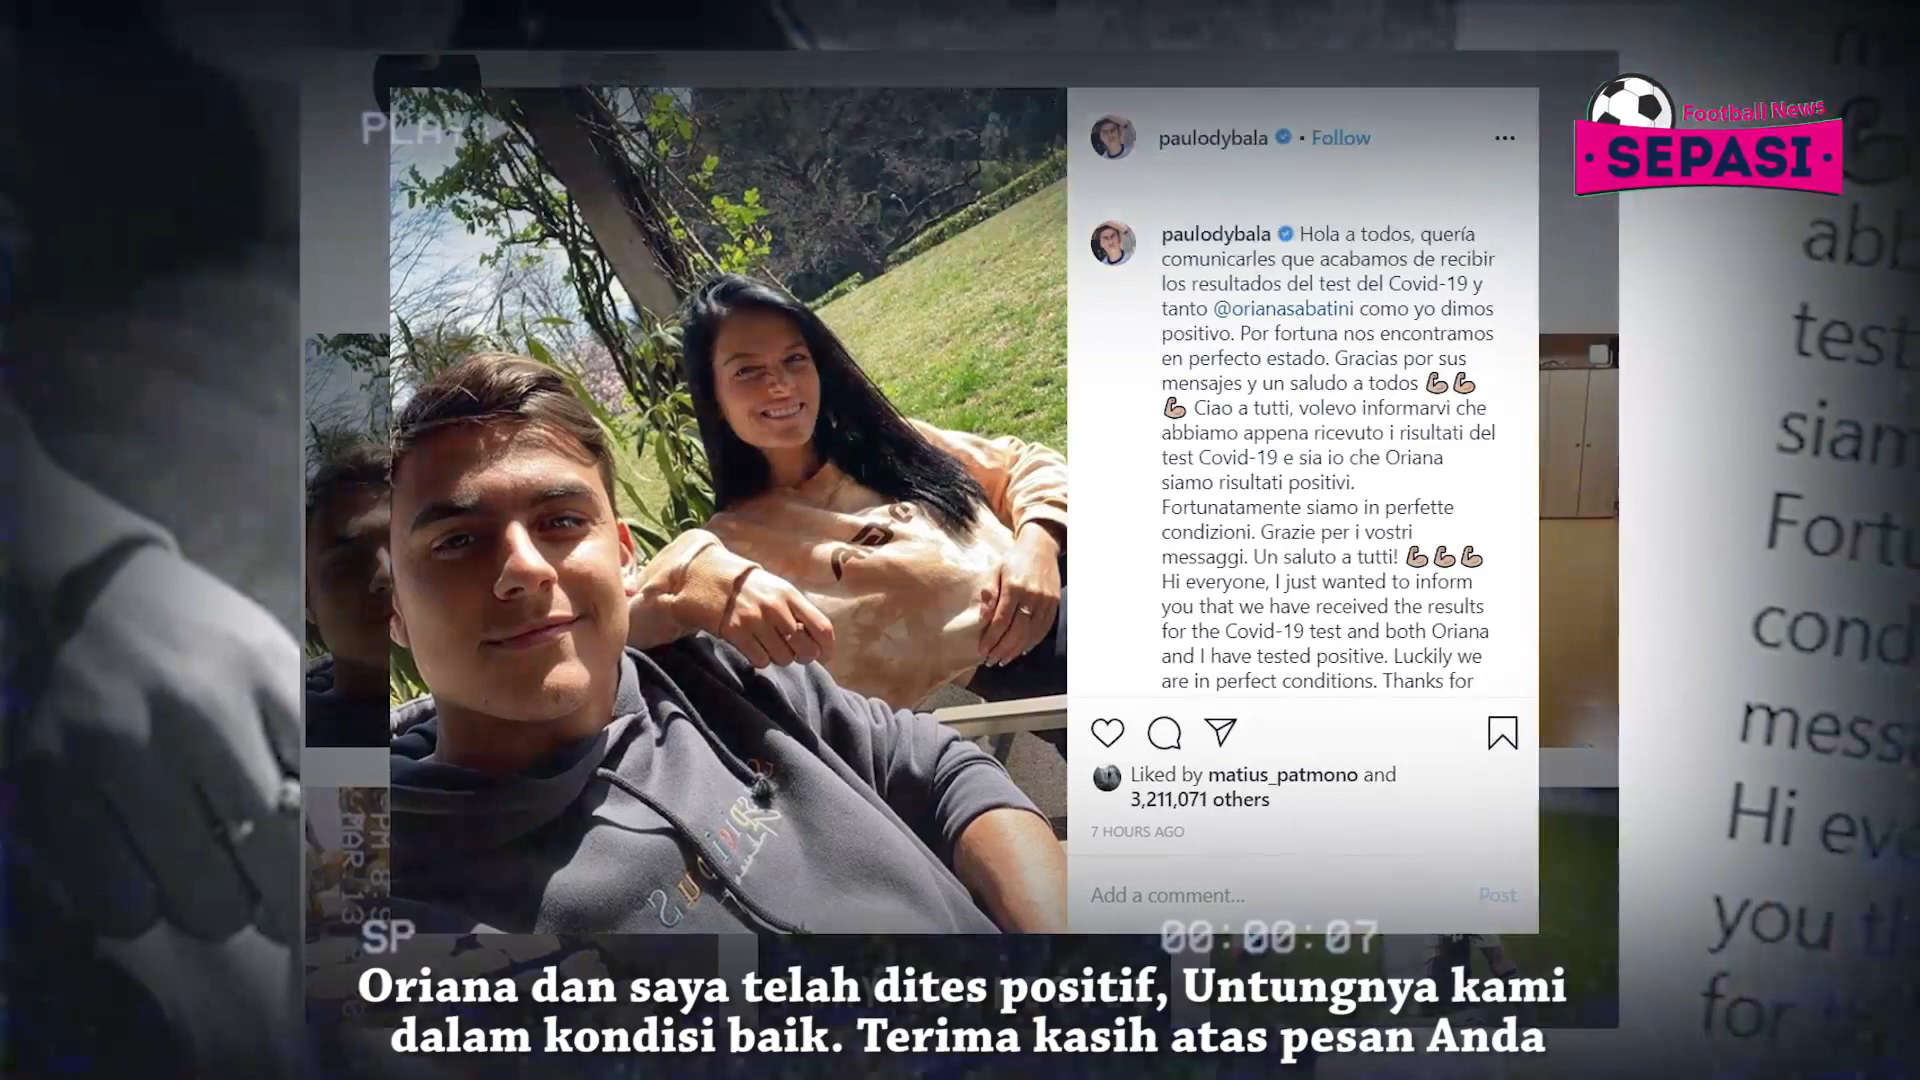 PLAY
Football News
SEPASI
paulodybala • Follow
paulodybala Hola a todos, quería
comunicarles que acabamos de recibir
los resultados del test del Covid-19 y
tanto @orianasabatini como yo dimos
positivo. Por fortuna nos encontramos
en perfecto estado. Gracias por sus
mensajes y un saludo a todos 💪🏼💪🏼
💪🏼 Ciao a tutti, volevo informarvi che
abbiamo appena ricevuto i risultati del
test Covid-19 e sia io che Oriana
siamo risultati positivi.
Fortunatamente siamo in perfette
condizioni. Grazie per i vostri
messaggi. Un saluto a tutti! 💪🏼💪🏼💪🏼
Hi everyone, I just wanted to inform
you that we have received the results
for the Covid-19 test and both Oriana
and I have tested positive. Luckily we
are in perfect conditions. Thanks for
Liked by matius_patmono and
3,211,071 others
7 HOURS AGO
Add a comment... Post
SP
00:00:07
Oriana dan saya telah dites positif, Untungnya kami
dalam kondisi baik. Terima kasih atas pesan Anda